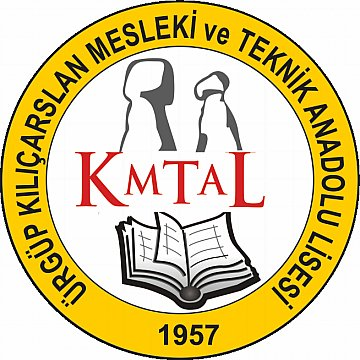 ÜRGÜP KILIÇARSLAN MESLEKİ ve TEKNİK ANADOLU LİSESİ
KMTAL
1957